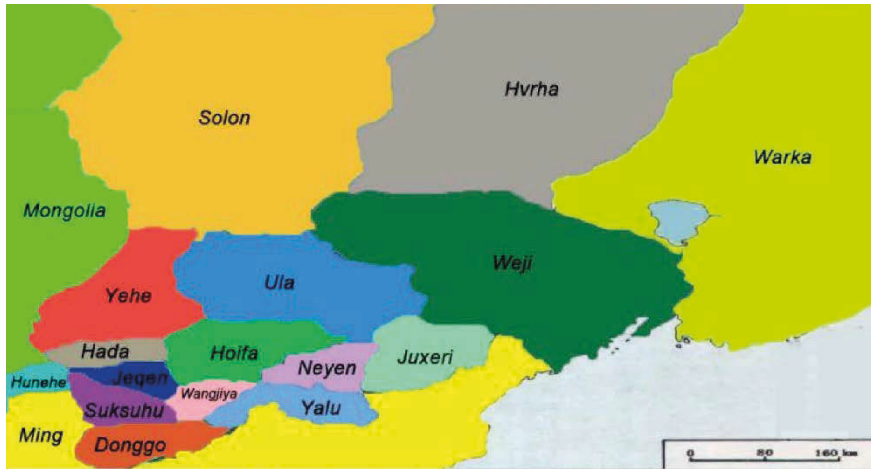 Hvrha
Solon
Warka
Mongolia
Weji
Ula
Yehe
Hada
Hoifa
Juxeri
Neyen
Hunehe
Jeqen
Wangjiya
Suksuhu
Yalu
Ming
Donggo
0 80 160 km